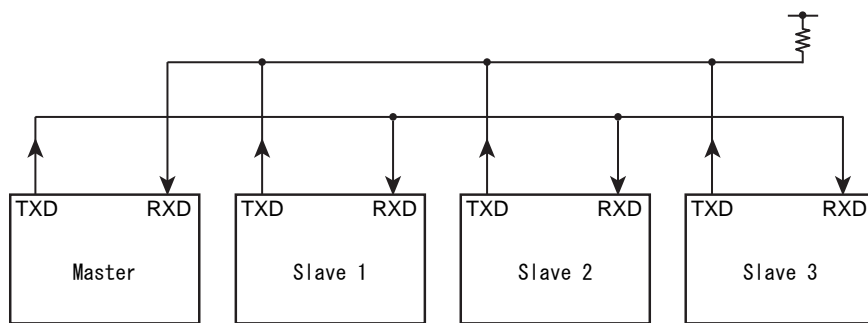 TXD RXD TXD RXD TXD RXD TXD RXD
Master Slave 1 Slave 2 Slave 3